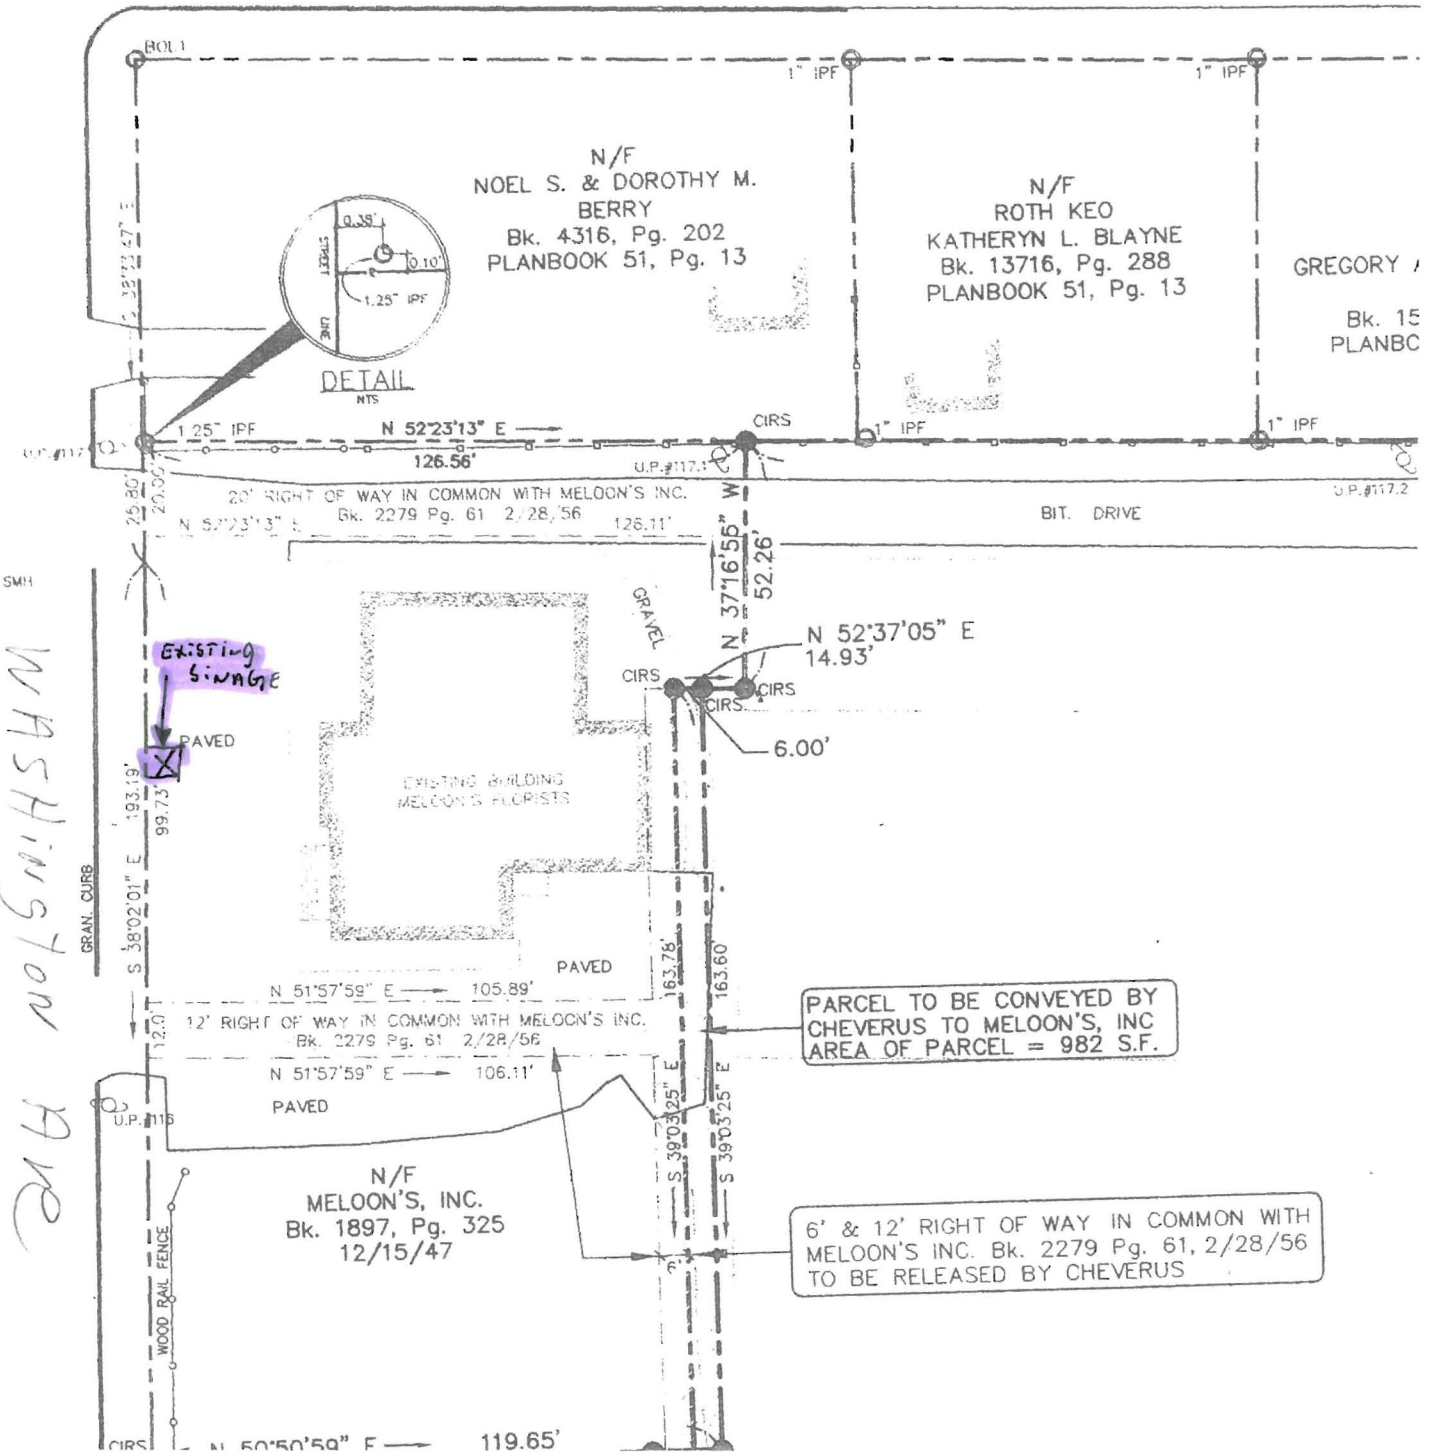 BOLT
1" IPF
1" IPF
N/F
NOEL S. & DOROTHY M.
BERRY
Bk. 4316, Pg. 202
PLANBOOK 51, Pg. 13
N/F
ROTH KEO
KATHERYN L. BLAYNE
Bk. 13716, Pg. 288
PLANBOOK 51, Pg. 13
GREGORY
Bk. 15
PLANBO
0.38'
0.10'
STREET
LINE
1.25" IPF
DETAIL
NTS
1.25" IPF
N 52°23'13" E
126.56'
CIRS
1" IPF
1" IPF
U.P.#117
U.P.#117.1
U.P.#117.2
25.80'
20.00'
20' RIGHT OF WAY IN COMMON WITH MELOON'S INC.
Bk. 2279 Pg. 61 2/28/56
N 52°23'13" E
126.11'
BIT. DRIVE
N 37°16'55" W
52.26'
SMH
GRAVEL
EXISTING
SINAGE
N 52°37'05" E
14.93'
CIRS
CIRS
CIRS
6.00'
PAVED
EXISTING BUILDING
MELOON'S FLORISTS
S 38°02'01" E 193.19'
99.73'
GRAN. CURB
WASHINGTON AVE
PAVED
163.78'
163.60'
N 51°57'59" E
105.89'
12.0'
12' RIGHT OF WAY IN COMMON WITH MELOON'S INC.
Bk. 2279 Pg. 61 2/28/56
N 51°57'59" E
106.11'
PARCEL TO BE CONVEYED BY
CHEVERUS TO MELOON'S, INC
AREA OF PARCEL = 982 S.F.
S 39°03'25" E
S 39°03'25" E
U.P.#116
PAVED
N/F
MELOON'S, INC.
Bk. 1897, Pg. 325
12/15/47
WOOD RAIL FENCE
6'
6' & 12' RIGHT OF WAY IN COMMON WITH
MELOON'S INC. Bk. 2279 Pg. 61, 2/28/56
TO BE RELEASED BY CHEVERUS
CIRS
N 50°50'59" E
119.65'